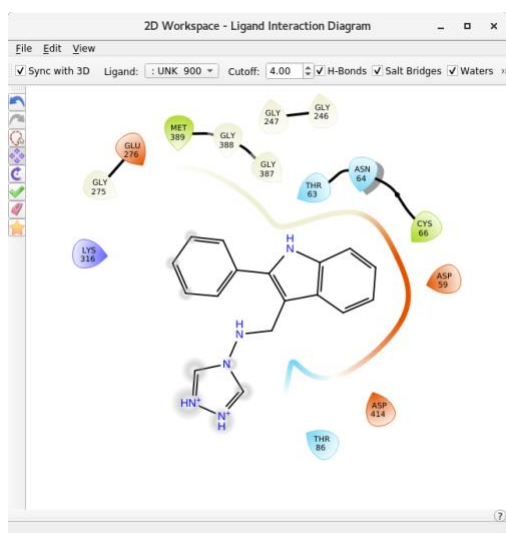 2D Workspace - Ligand Interaction Diagram
File Edit View
Sync with 3D Ligand: : UNK 900 Cutoff: 4.00 H-Bonds Salt Bridges Waters »
GLY
246
GLY
247
MET
389
GLY
388
GLU
276
GLY
387
ASN
64
GLY
275
THR
63
CYS
66
LYS
316
H
N
ASP
59
H
N
N
HN⁺
N⁺
H
ASP
414
THR
86
?